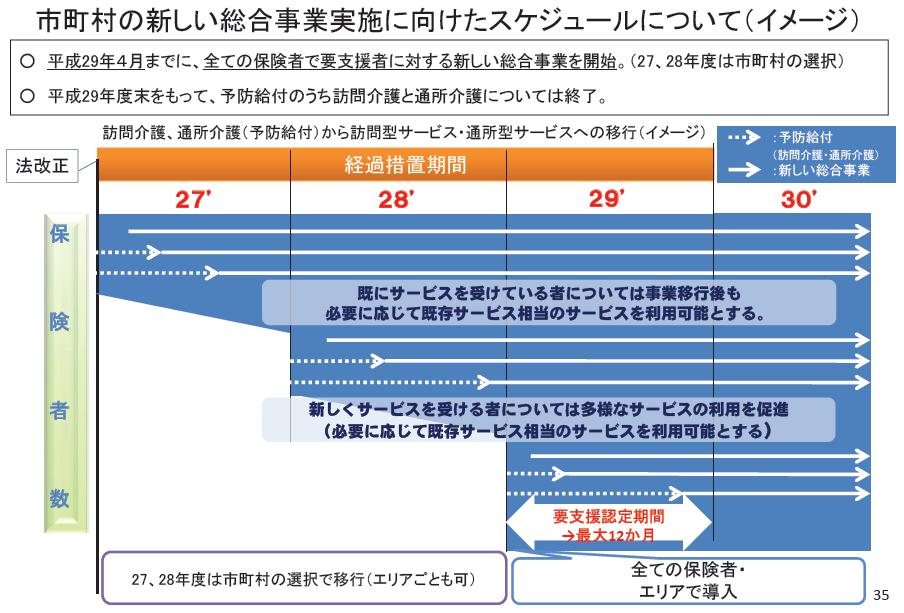 市町村の新しい総合事業実施に向けたスケジュールについて（イメージ）
○ 平成29年４月までに、全ての保険者で要支援者に対する新しい総合事業を開始。（27、28年度は市町村の選択）
○ 平成29年度末をもって、予防給付のうち訪問介護と通所介護については終了。
訪問介護、通所介護（予防給付）から訪問型サービス・通所型サービスへの移行（イメージ）
：予防給付
（訪問介護・通所介護）
：新しい総合事業
法改正
経過措置期間
27’ 28’ 29’ 30’
保険者数
既にサービスを受けている者については事業移行後も
必要に応じて既存サービス相当のサービスを利用可能とする。
新しくサービスを受ける者については多様なサービスの利用を促進
（必要に応じて既存サービス相当のサービスを利用可能とする）
要支援認定期間
→最大12か月
27、28年度は市町村の選択で移行（エリアごとも可）
全ての保険者・
エリアで導入
35